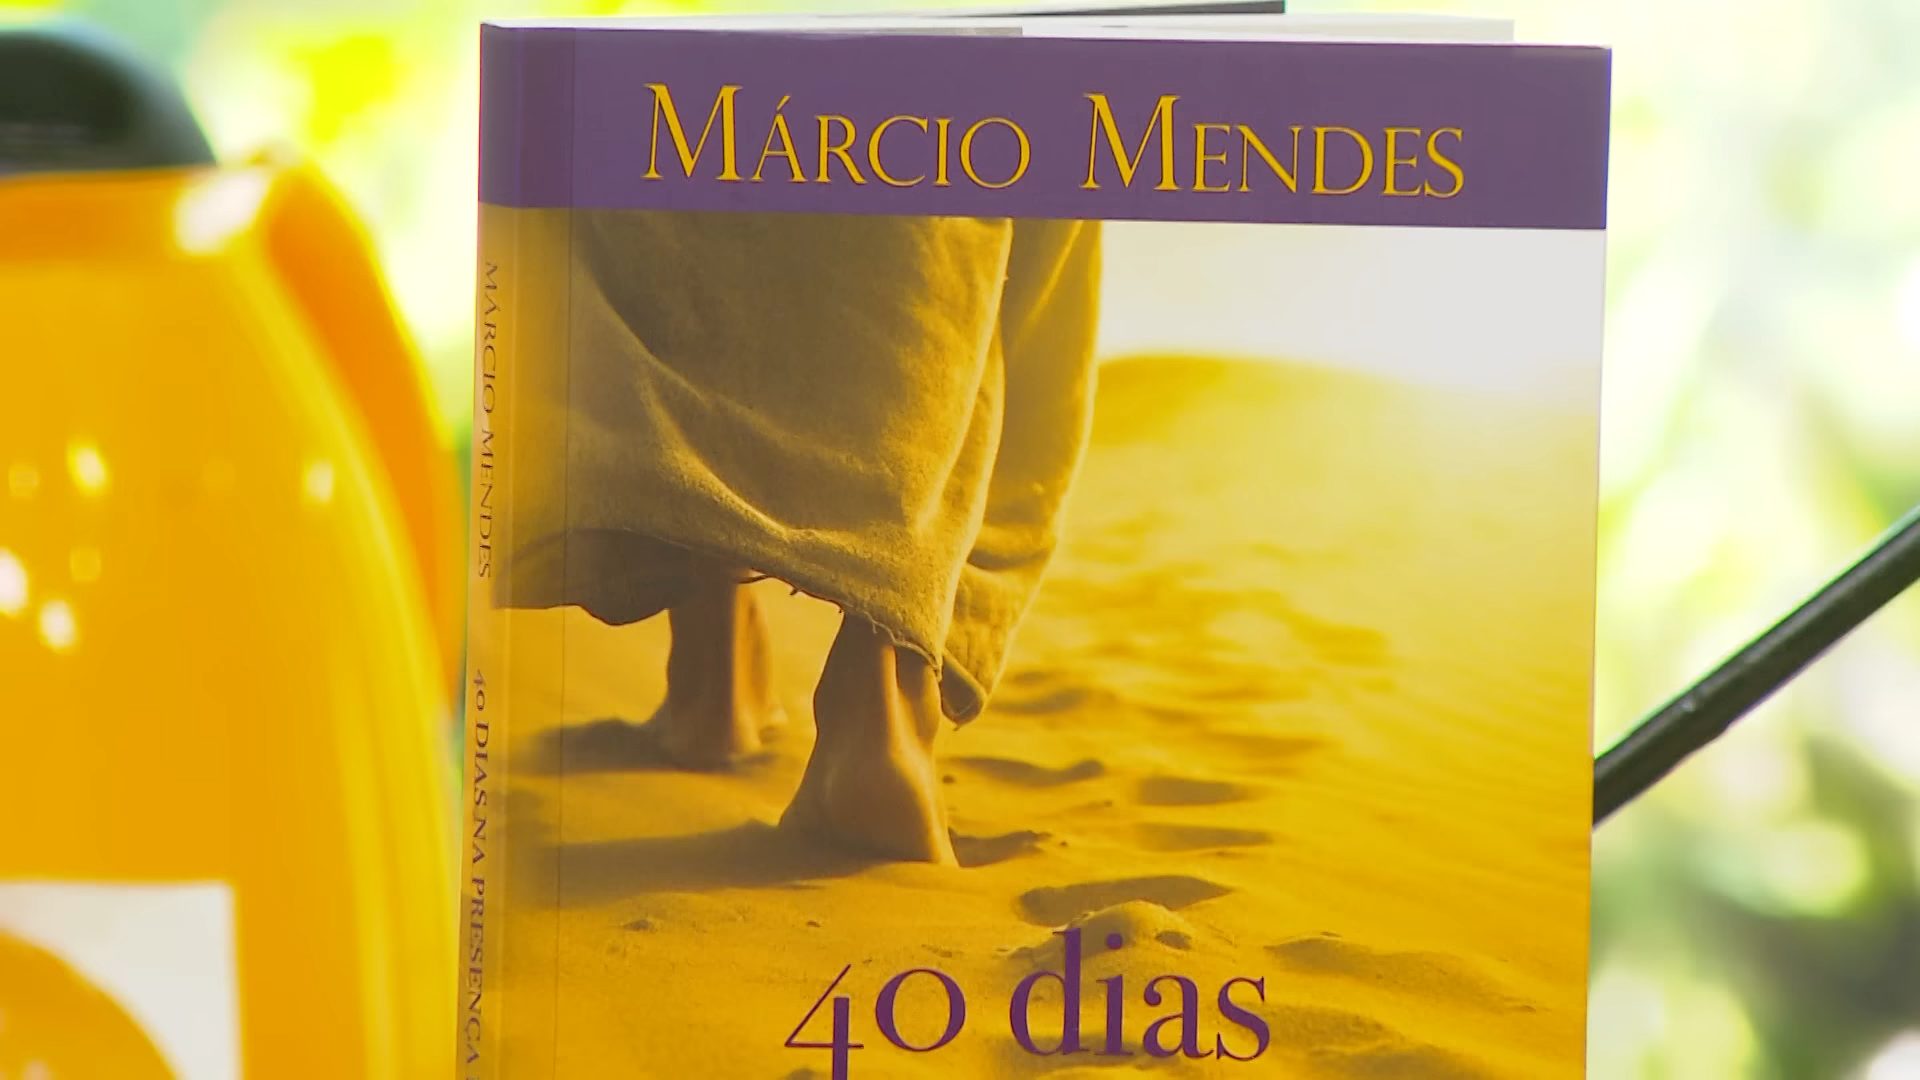 MÁRCIO MENDES
40 dias
MÁRCIO MENDES 40 DIAS NA PRESENÇA